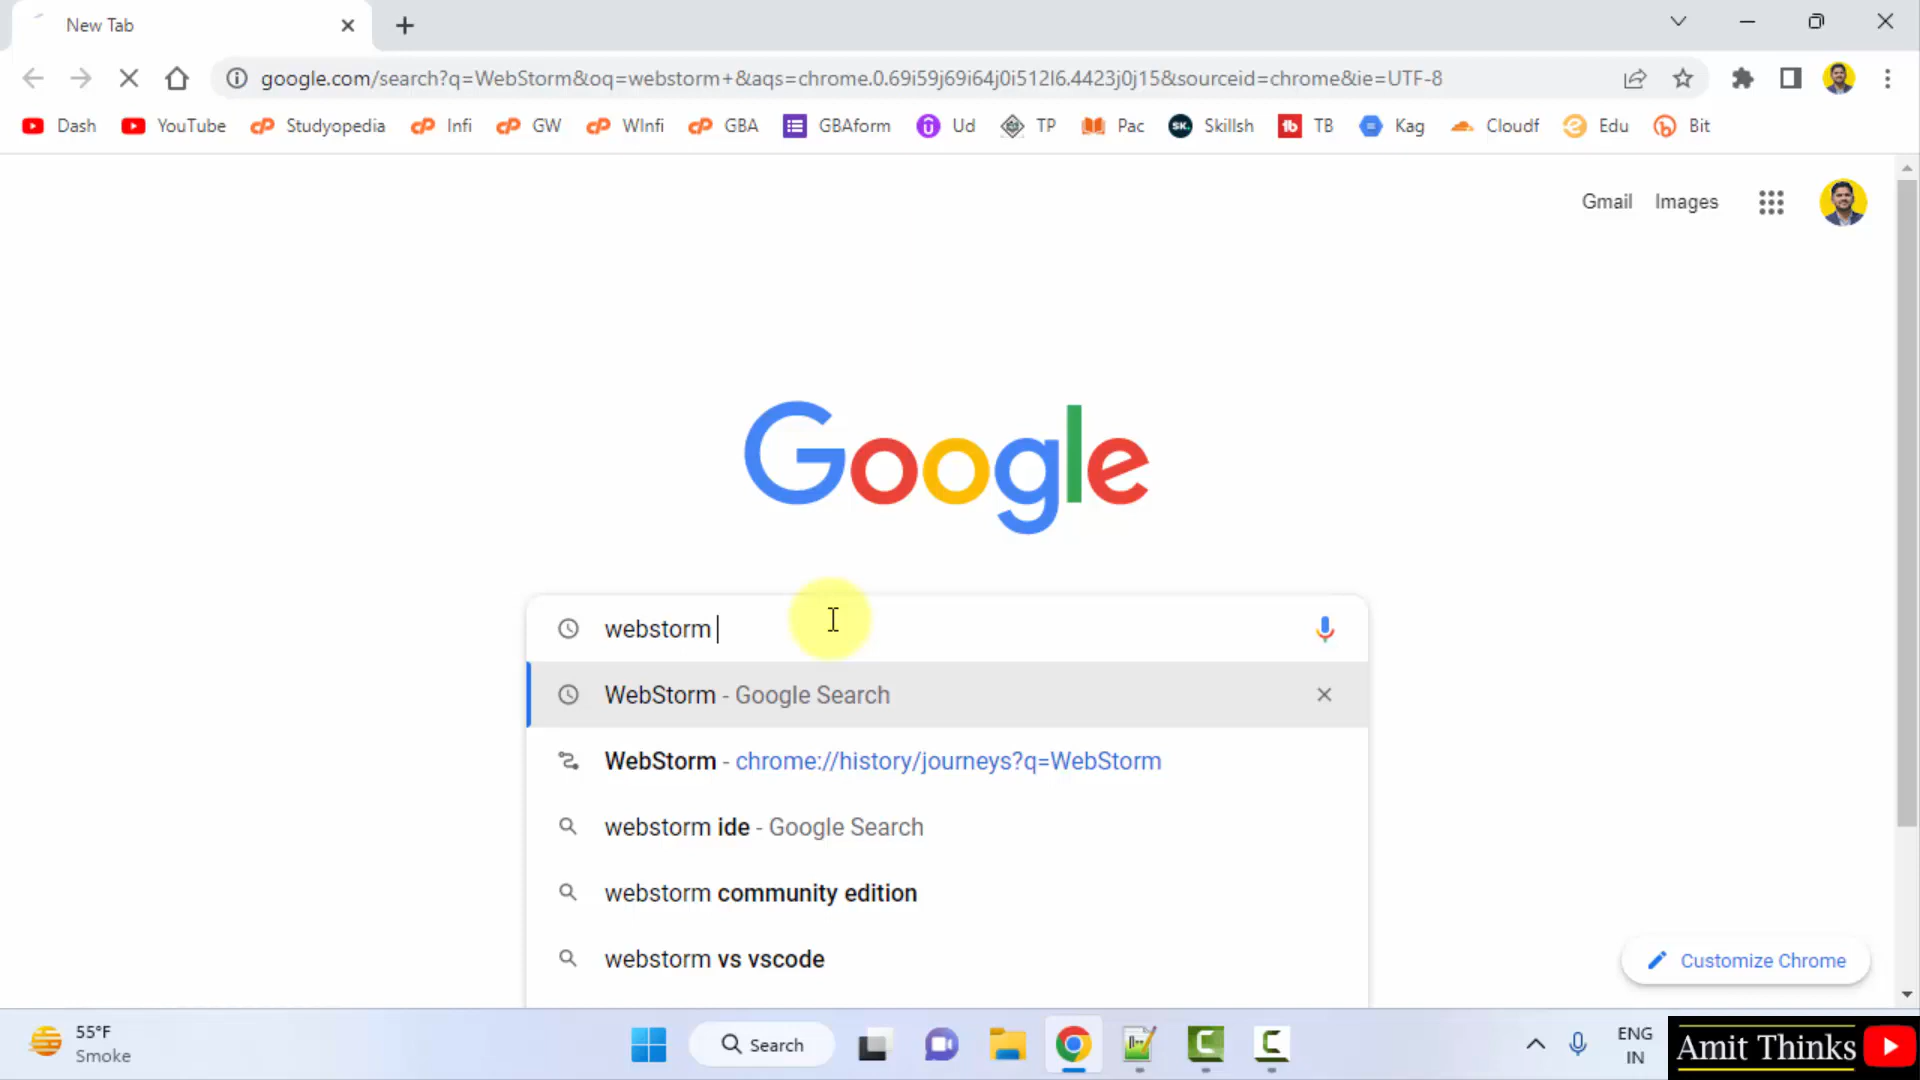 New Tab
google.com/search?q=WebStorm&oq=webstorm+&aqs=chrome.0.69i59j69i64j0i512l6.4423j0j15&sourceid=chrome&ie=UTF-8
Dash YouTube Studyopedia Infi GW WInfi GBA GBAform Ud TP Pac Skillsh TB Kag Cloudf Edu Bit
Gmail Images
Google
webstorm
WebStorm - Google Search
WebStorm - chrome://history/journeys?q=WebStorm
webstorm ide - Google Search
webstorm community edition
webstorm vs vscode
Customize Chrome
55°F
Smoke
Search
ENG
IN
Amit Thinks